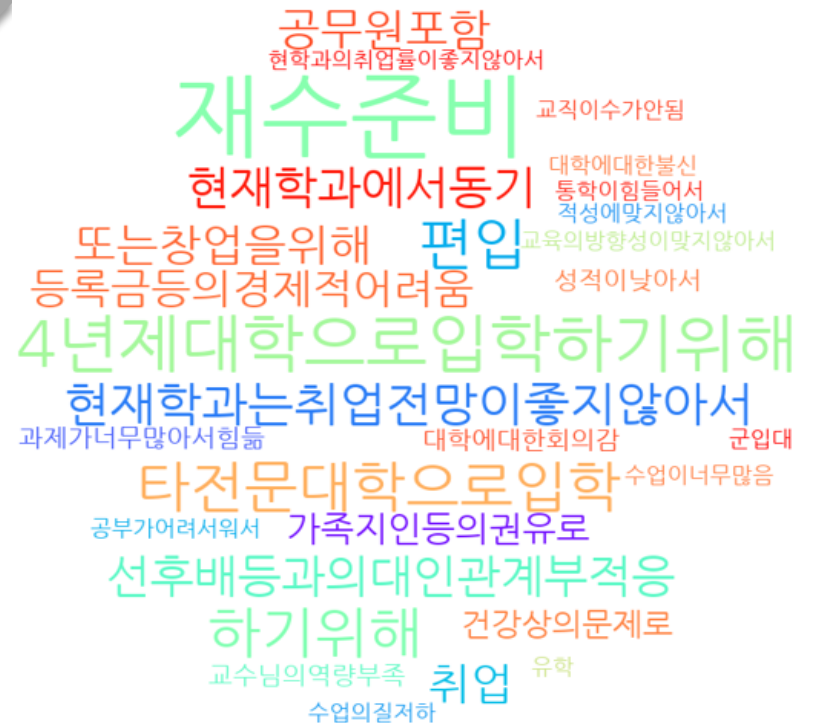 공무원포함
현학과의취업률이좋지않아서
재수준비
교직이수가안됨
대학에대한불신
현재학과에서동기
통학이힘들어서
적성에맞지않아서
또는창업을위해
편입
교육의방향성이맞지않아서
등록금등의경제적어려움
성적이낮아서
4년제대학으로입학하기위해
현재학과는취업전망이좋지않아서
과제가너무많아서힘듦
대학에대한회의감
군입대
타전문대학으로입학
수업이너무많음
공부가어려서워서
가족지인등의권유로
선후배등과의대인관계부적응
하기위해
건강상의문제로
교수님의역량부족
취업
유학
수업의질저하